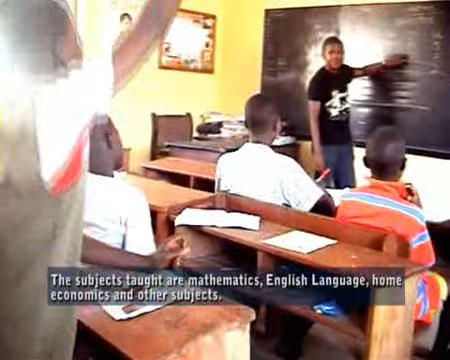 The subjects taught are mathematics, English Language, home
economics and other subjects.